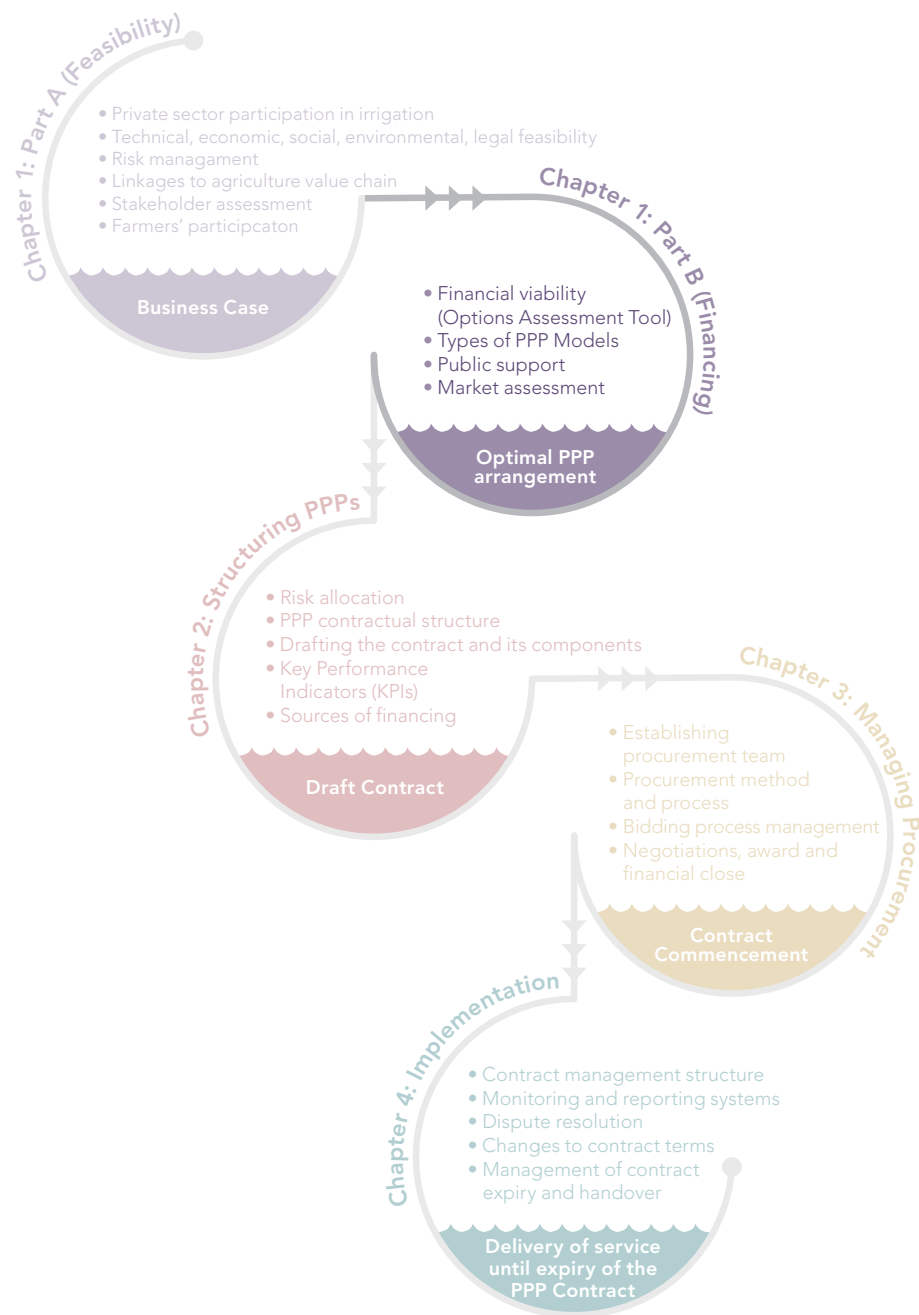 Chapter 1: Part A (Feasibility)
• Private sector participation in irrigation
• Technical, economic, social, environmental, legal feasibility
• Risk managament
• Linkages to agriculture value chain
• Stakeholder assessment
• Farmers' participcaton
Business Case
Chapter 1: Part B (Financing)
• Financial viability
(Options Assessment Tool)
• Types of PPP Models
• Public support
• Market assessment
Optimal PPP
arrangement
Chapter 2: Structuring PPPs
• Risk allocation
• PPP contractual structure
• Drafting the contract and its components
• Key Performance
Indicators (KPIs)
• Sources of financing
Draft Contract
Chapter 3: Managing Procurement
• Establishing
procurement team
• Procurement method
and process
• Bidding process management
• Negotiations, award and
financial close
Contract
Commencement
Chapter 4: Implementation
• Contract management structure
• Monitoring and reporting systems
• Dispute resolution
• Changes to contract terms
• Management of contract
expiry and handover
Delivery of service
until expiry of the
PPP Contract